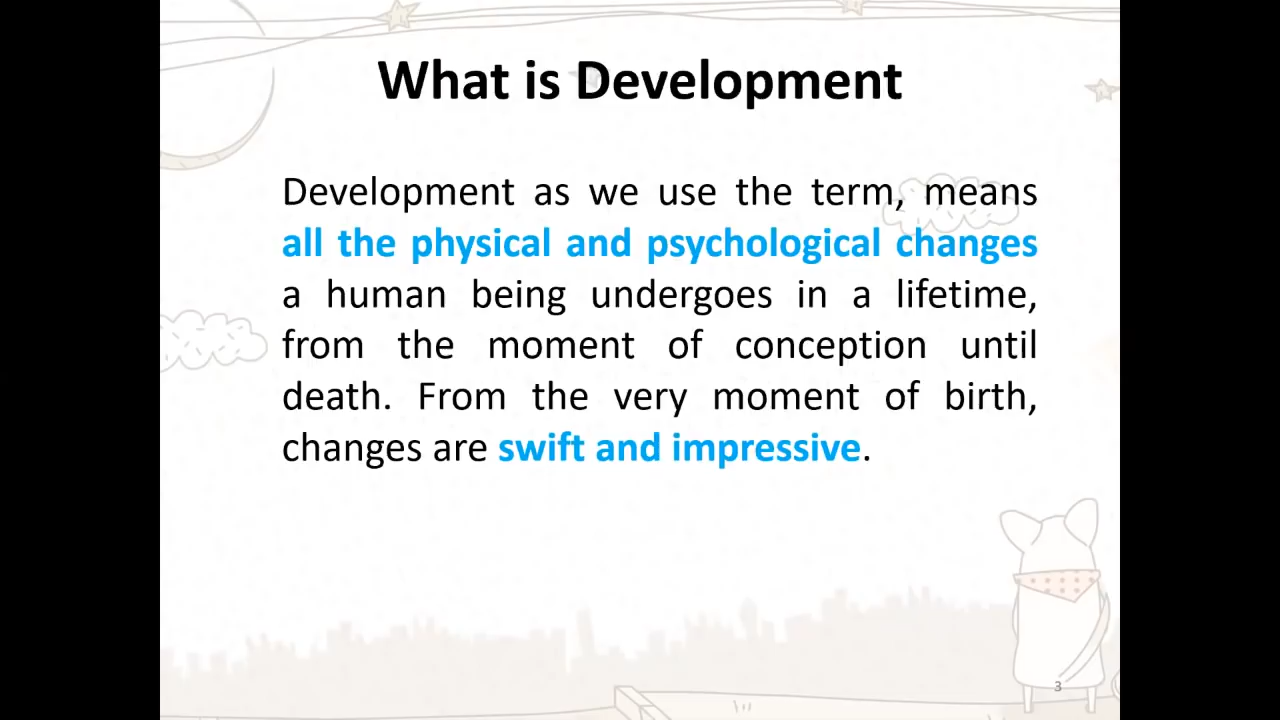 What is Development
Development as we use the term, means
all the physical and psychological changes
a human being undergoes in a lifetime,
from the moment of conception until
death. From the very moment of birth,
changes are swift and impressive.
3